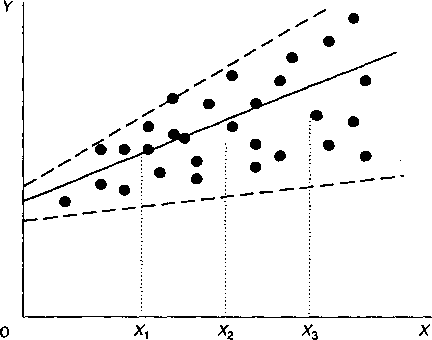 Y
0 X₁ X₂ X₃ X